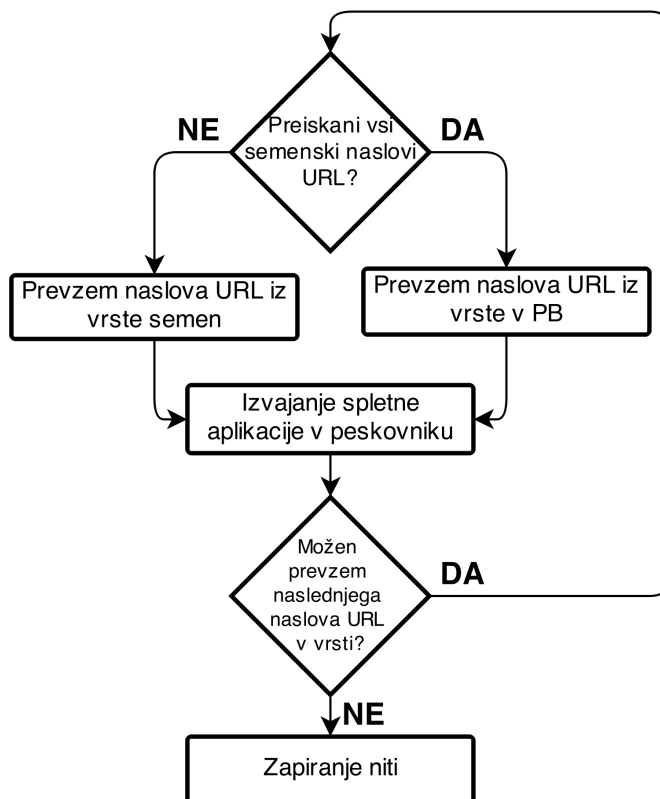 Preiskani vsi
semenski naslovi
URL?
NE
DA
Prevzem naslova URL iz
vrste semen
Prevzem naslova URL iz
vrste v PB
Izvajanje spletne
aplikacije v peskovniku
Možen
prevzem
naslednjega
naslova URL
v vrsti?
DA
NE
Zapiranje niti